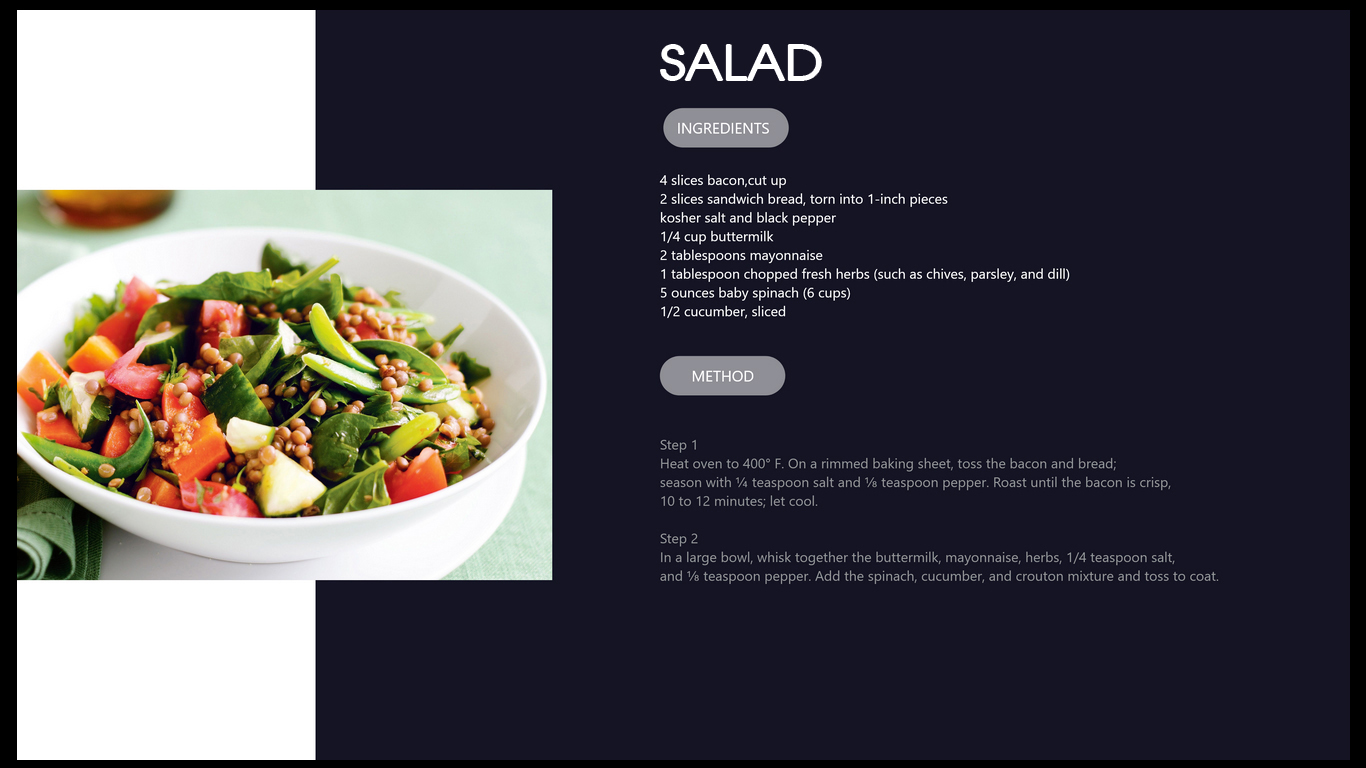 SALAD
INGREDIENTS
4 slices bacon,cut up
2 slices sandwich bread, torn into 1-inch pieces
kosher salt and black pepper
1/4 cup buttermilk
2 tablespoons mayonnaise
1 tablespoon chopped fresh herbs (such as chives, parsley, and dill)
5 ounces baby spinach (6 cups)
1/2 cucumber, sliced
METHOD
Step 1
Heat oven to 400° F. On a rimmed baking sheet, toss the bacon and bread;
season with ¼ teaspoon salt and ⅛ teaspoon pepper. Roast until the bacon is crisp,
10 to 12 minutes; let cool.
Step 2
In a large bowl, whisk together the buttermilk, mayonnaise, herbs, 1/4 teaspoon salt,
and ⅛ teaspoon pepper. Add the spinach, cucumber, and crouton mixture and toss to coat.